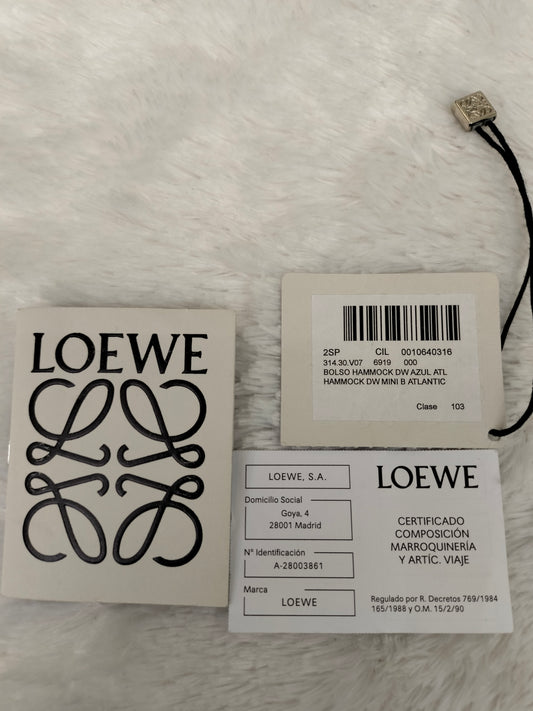 LOEWE
2SP CIL 0010640316
314.30.V07 6919 000
BOLSO HAMMOCK DW AZUL ATL
HAMMOCK DW MINI B ATLANTIC
Clase 103
LOEWE, S.A.
Domicilio Social
Goya, 4
28001 Madrid
N° Identificación
A-28003861
Marca
LOEWE
LOEWE
CERTIFICADO
COMPOSICIÓN
MARROQUINERÍA
Y ARTÍC. VIAJE
Regulado por R. Decretos 769/1984
165/1988 y O.M. 15/2/90